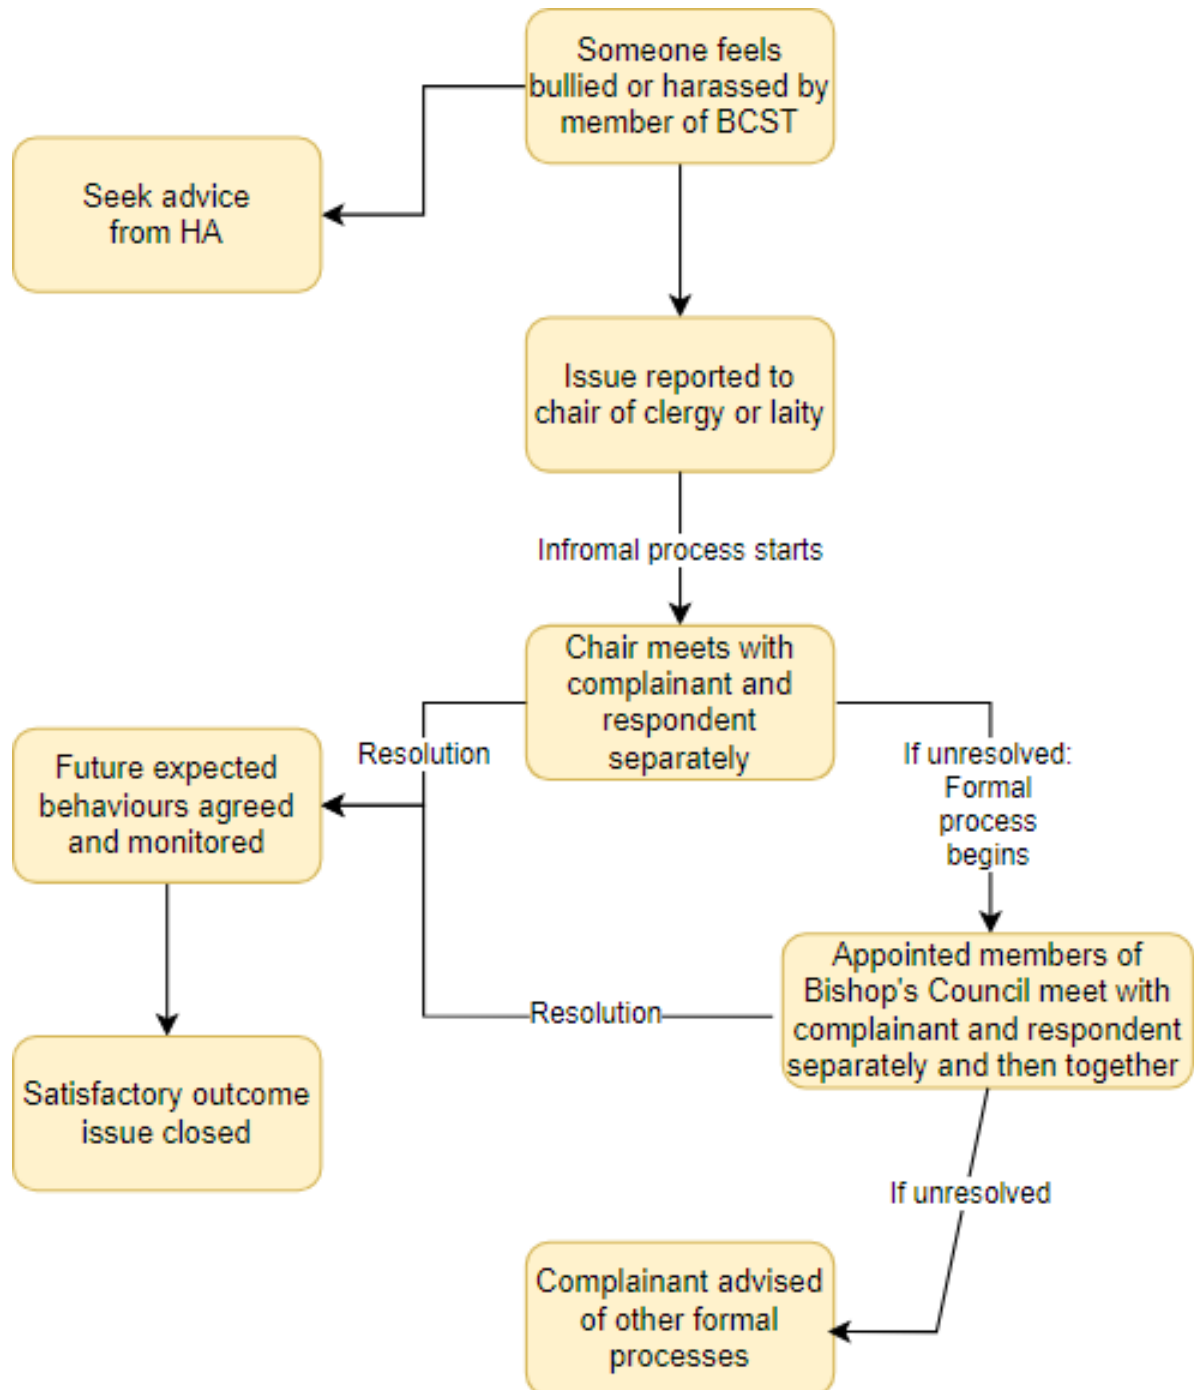 Someone feels
bullied or harassed by
member of BCST
Seek advice
from HA
Issue reported to
chair of clergy or laity
Infromal process starts
Chair meets with
complainant and
respondent
separately
Resolution
If unresolved:
Formal
process
begins
Future expected
behaviours agreed
and monitored
Appointed members of
Bishop's Council meet with
complainant and respondent
separately and then together
Resolution
Satisfactory outcome
issue closed
If unresolved
Complainant advised
of other formal
processes